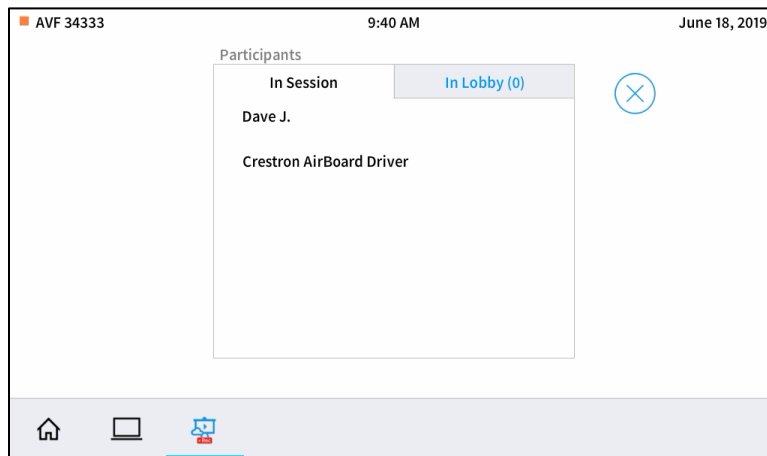 AVF 34333 9:40 AM June 18, 2019
Participants
In Session In Lobby (0)
Dave J.
Crestron AirBoard Driver